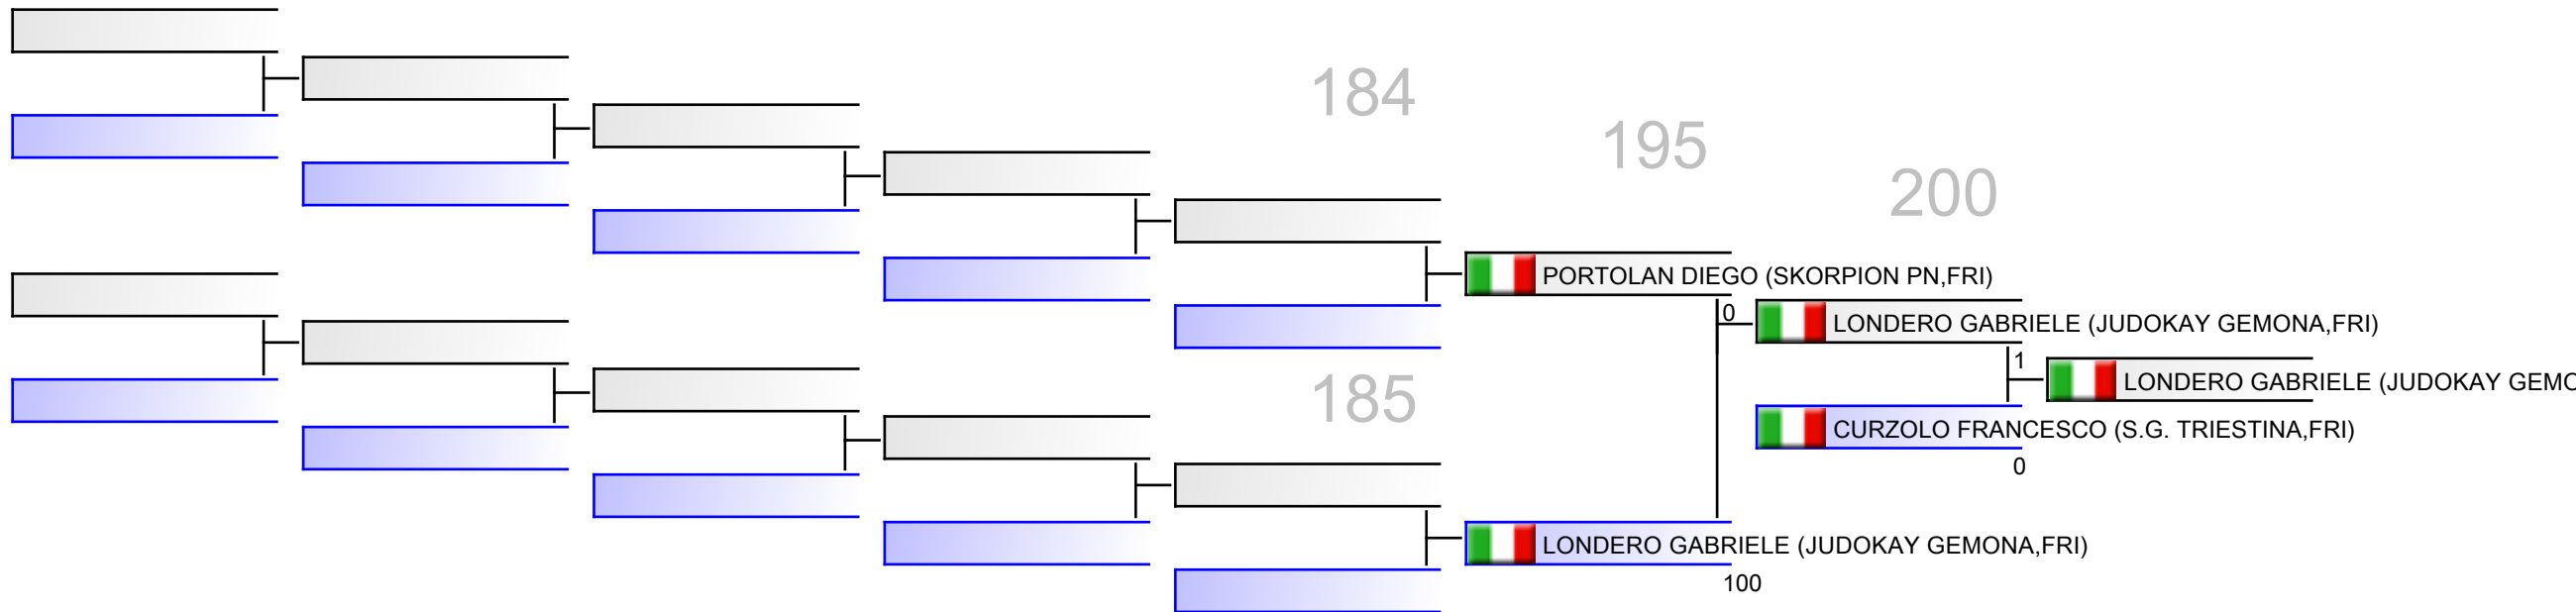 184
195
200
PORTOLAN DIEGO (SKORPION PN,FRI)
0
LONDERO GABRIELE (JUDOKAY GEMONA,FRI)
1
LONDERO GABRIELE (JUDOKAY GEMO
185
CURZOLO FRANCESCO (S.G. TRIESTINA,FRI)
0
LONDERO GABRIELE (JUDOKAY GEMONA,FRI)
100